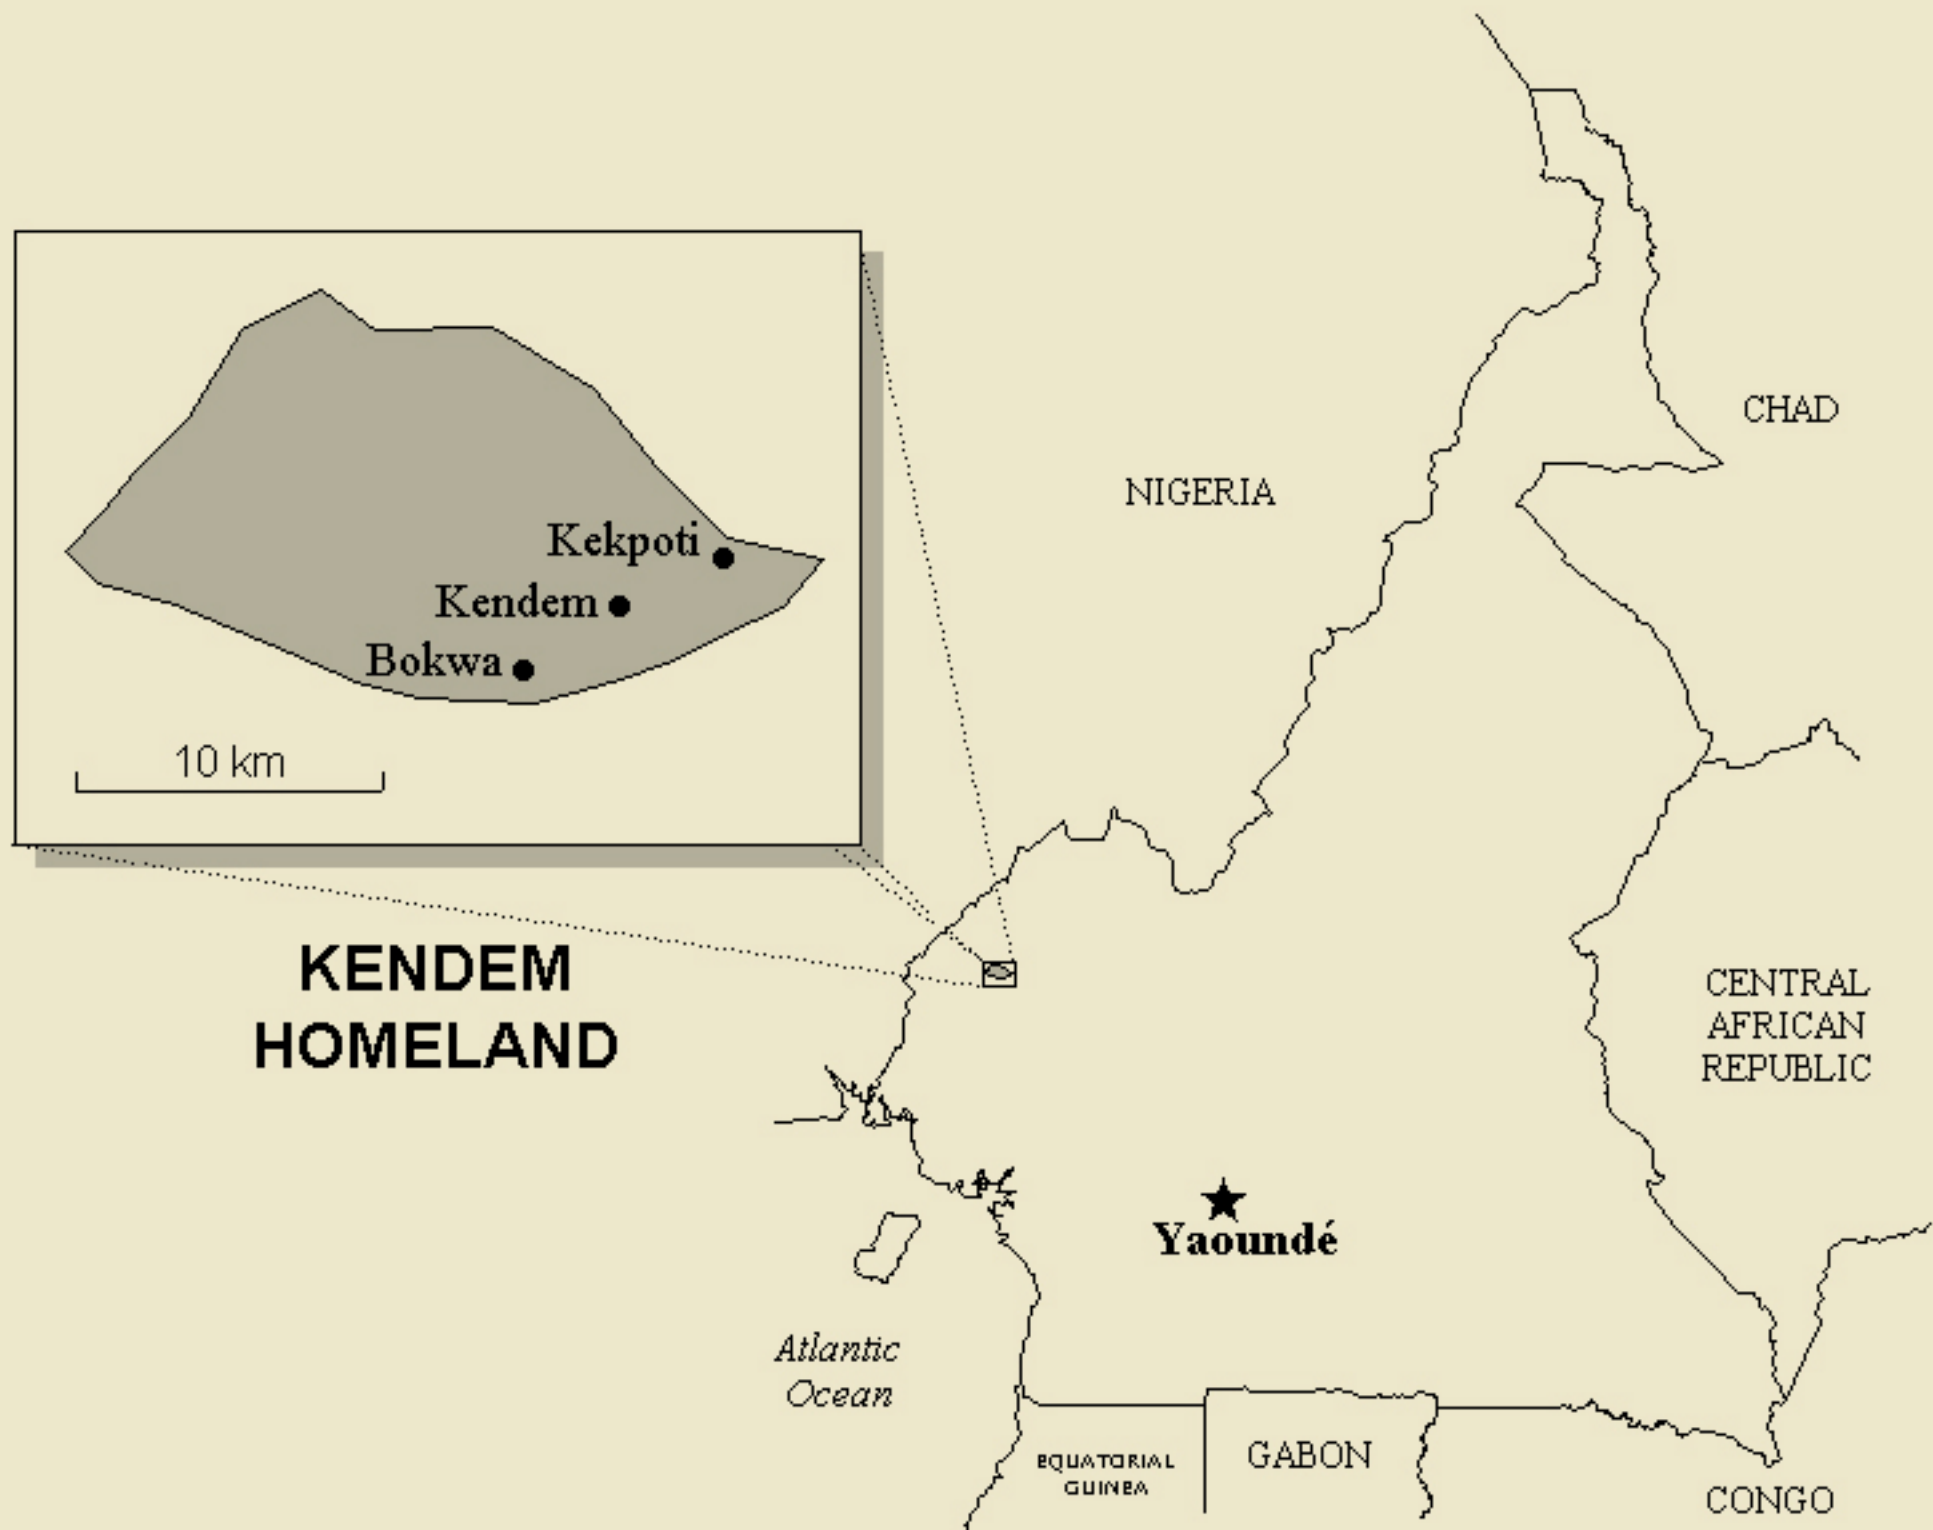 CHAD
NIGERIA
Kekpoti
Kendem
Bokwa
10 km
KENDEM
HOMELAND
CENTRAL
AFRICAN
REPUBLIC
Yaoundé
Atlantic
Ocean
EQUATORIAL
GUINEA
GABON
CONGO